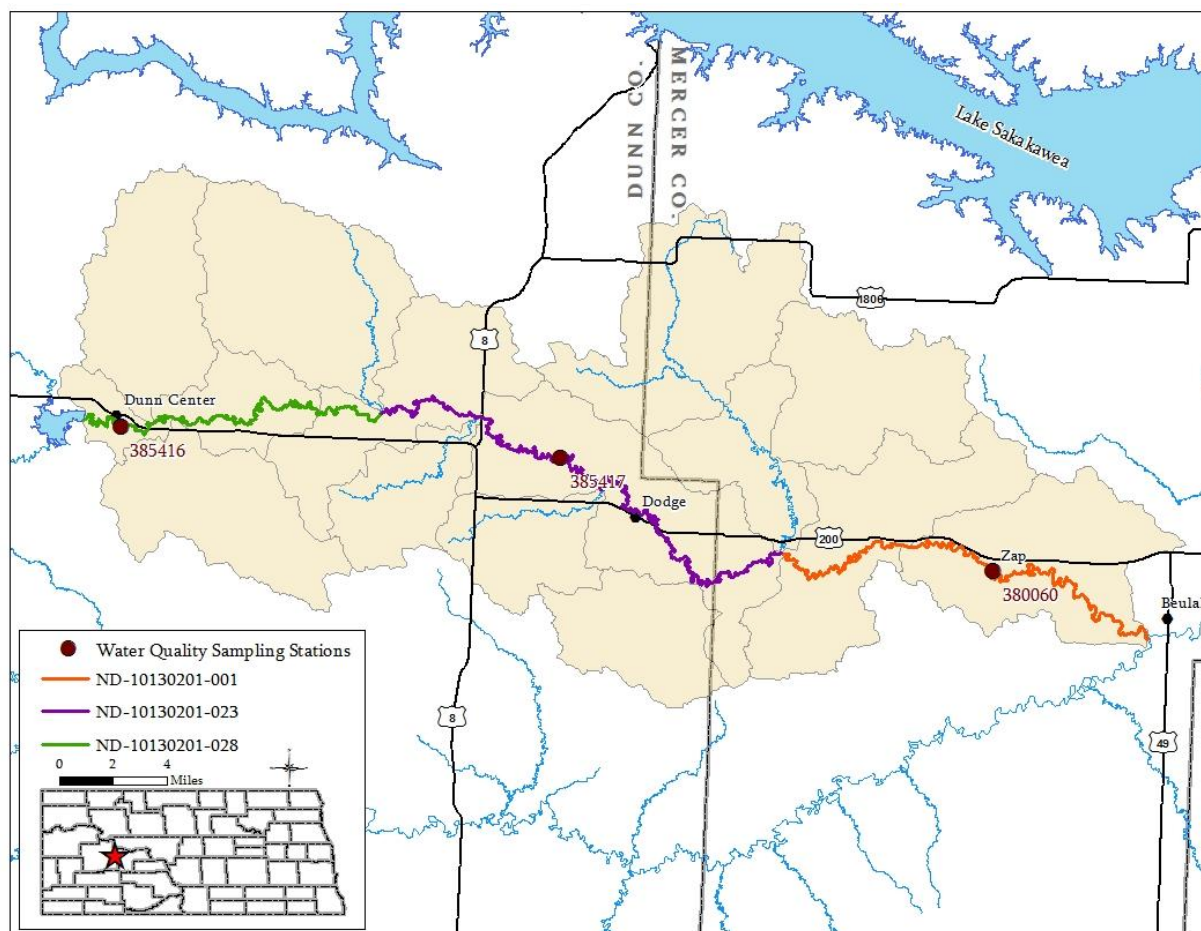 MERCER CO.
DUNN CO.
Lake Sakakawea
1806
8
Dunn Center
385416
385417
Dodge
200
Zap
380060
Beulah
8
49
Water Quality Sampling Stations
ND-10130201-001
ND-10130201-023
ND-10130201-028
0 2 4
Miles